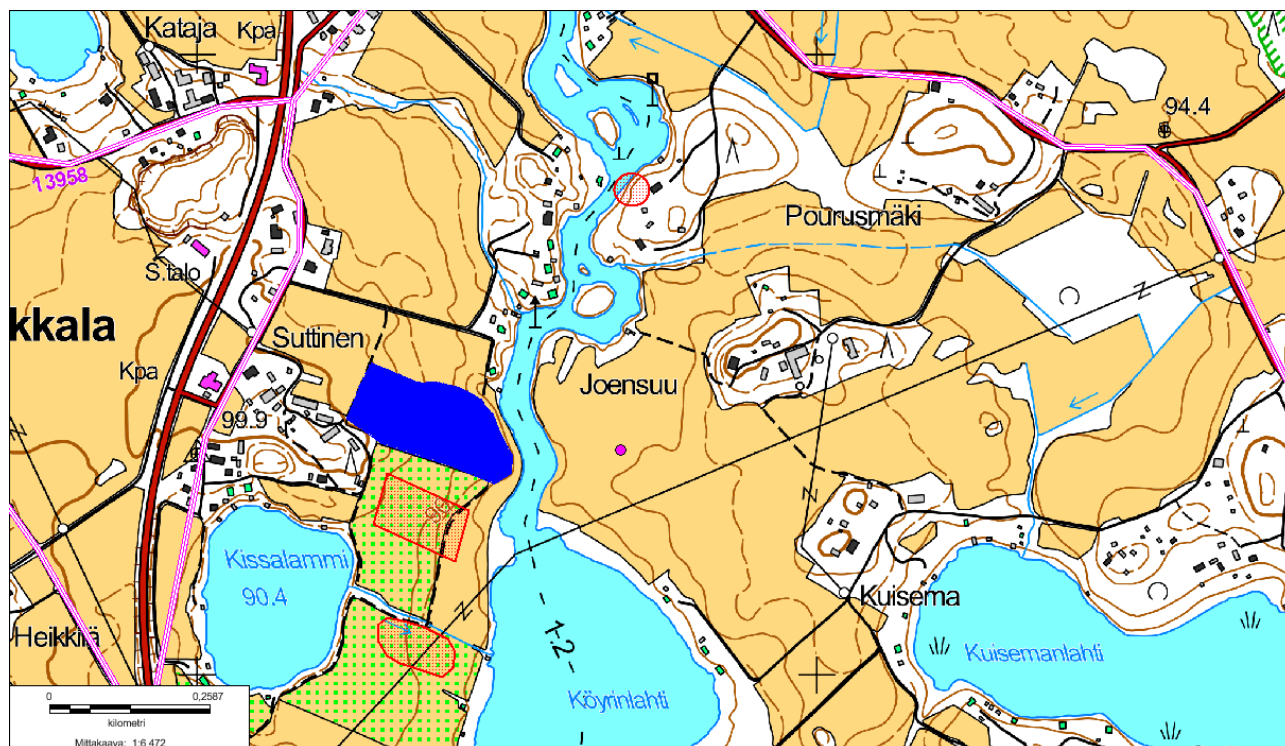 Kataja
Kpa
94.4
13958
Pourusmäki
S.talo
kkala
Suttinen
Kpa
Joensuu
99.9
Kissalammi
90.4
Kuisema
Heikkilä
1.2
Kuisemanlahti
Köyrinlahti
0
0,2587
kilometri
Mittakaava: 1:6 472